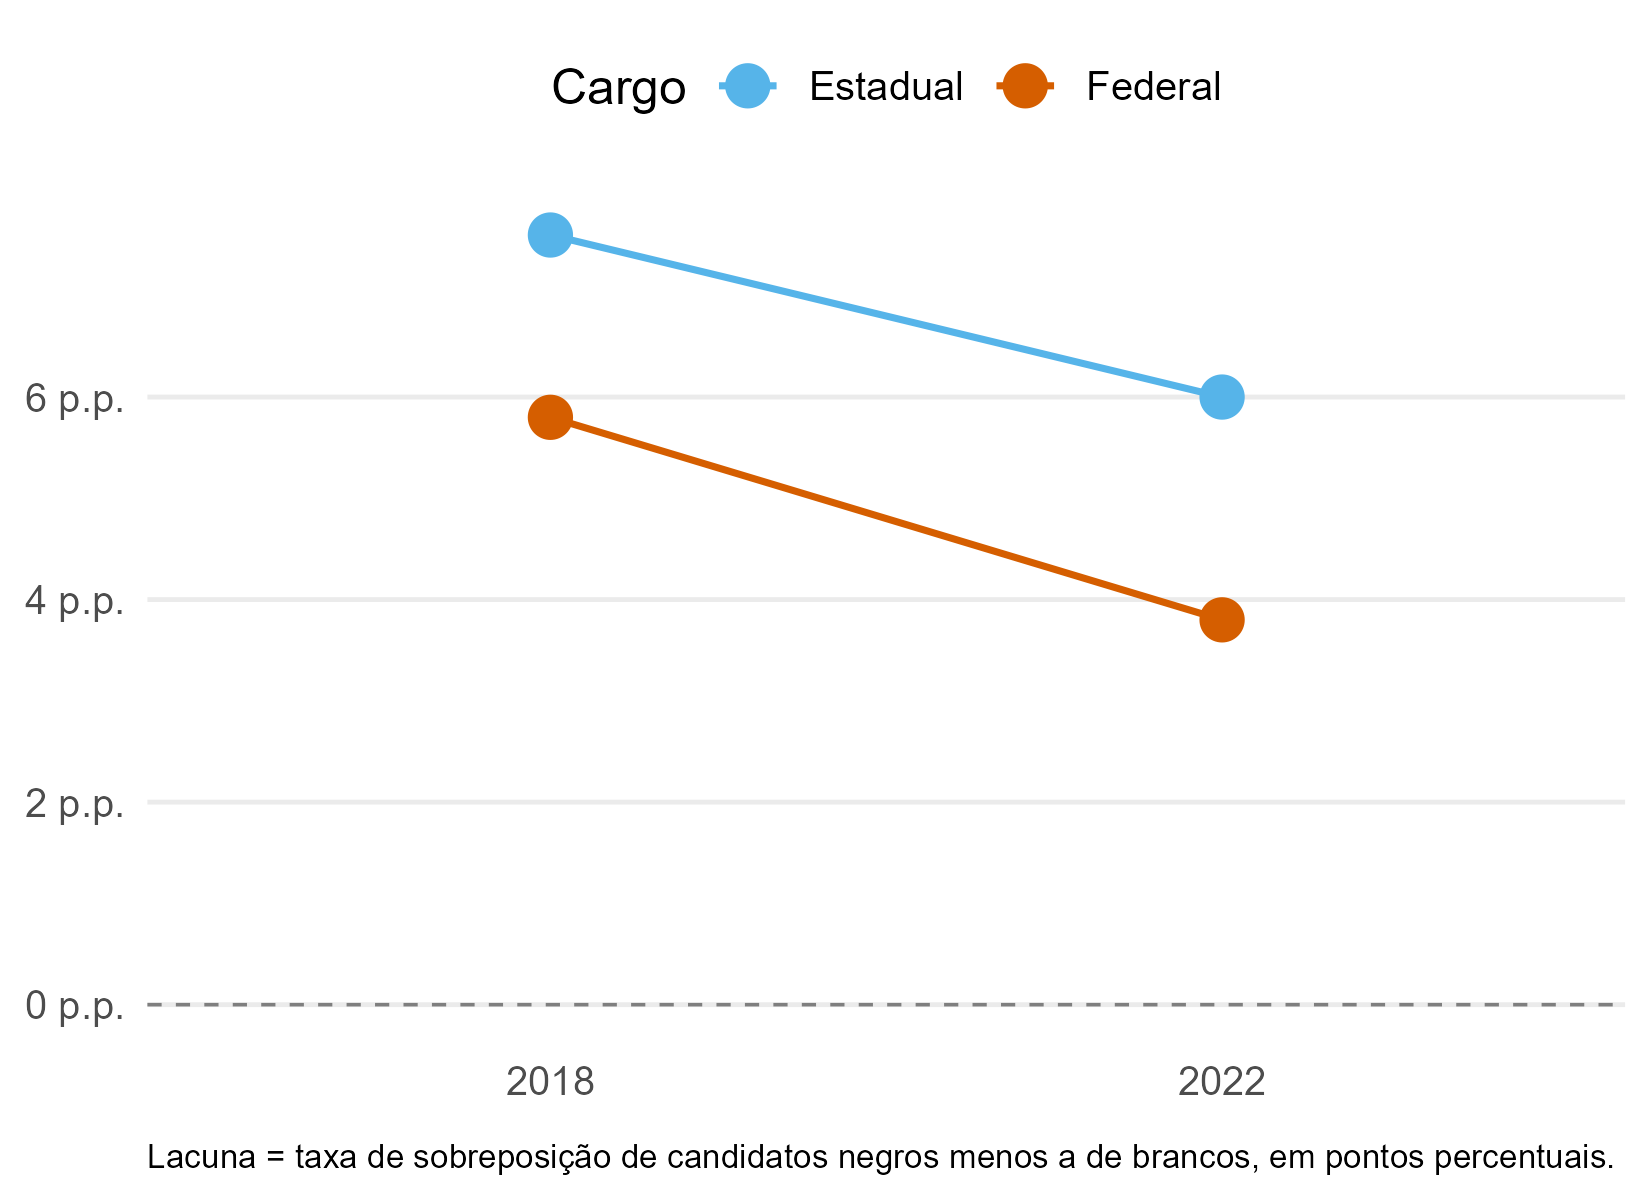 Cargo Estadual Federal
6 p.p.
4 p.p.
2 p.p.
0 p.p.
2018 2022
Lacuna = taxa de sobreposição de candidatos negros menos a de brancos, em pontos percentuais.